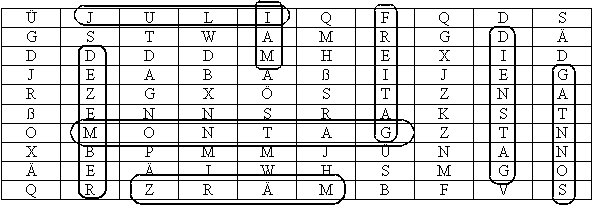 Ü J U L I Q F Q D S
G S T W A M R G D Ä
D D E D M H E X I D
J E A B A ß I J E G
R Z G X Ö S T Z N A
ß E N N S R A K S T
O M O N T A G Z T N
X B P M M J Ü N A N
Ä E Ä I W H S M G O
Q R Z R Ä M B F V S